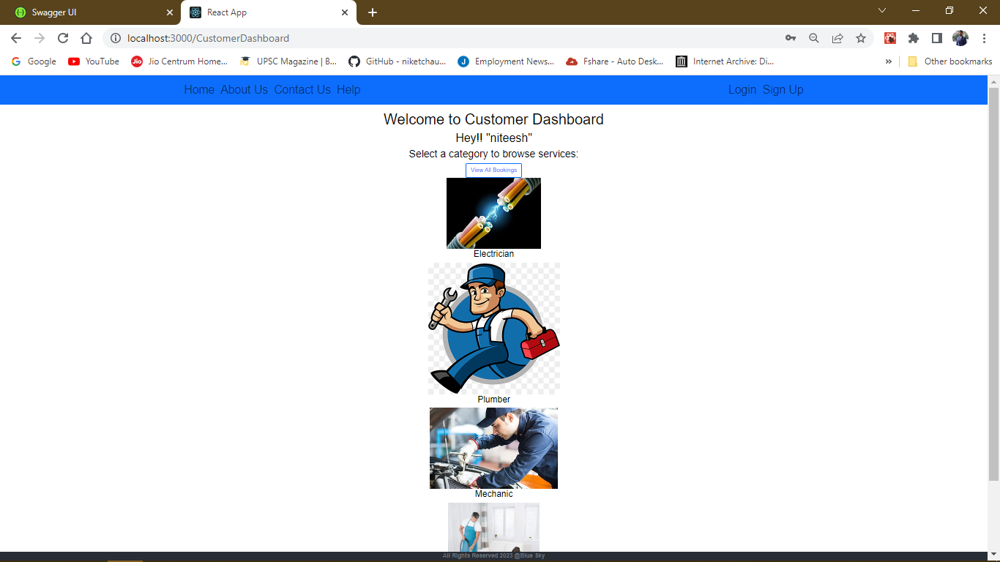 Swagger UI
React App
localhost:3000/CustomerDashboard
Google
YouTube
Jio Centrum Home...
UPSC Magazine | B...
GitHub - niketchau...
Employment News...
Fshare - Auto Desk...
Internet Archive: Di...
»
Other bookmarks
Home About Us Contact Us Help
Login Sign Up
Welcome to Customer Dashboard
Hey!! "niteesh"
Select a category to browse services:
View All Bookings
Electrician
Plumber
Mechanic
All Rights Reserved 2023 @Blue Sky